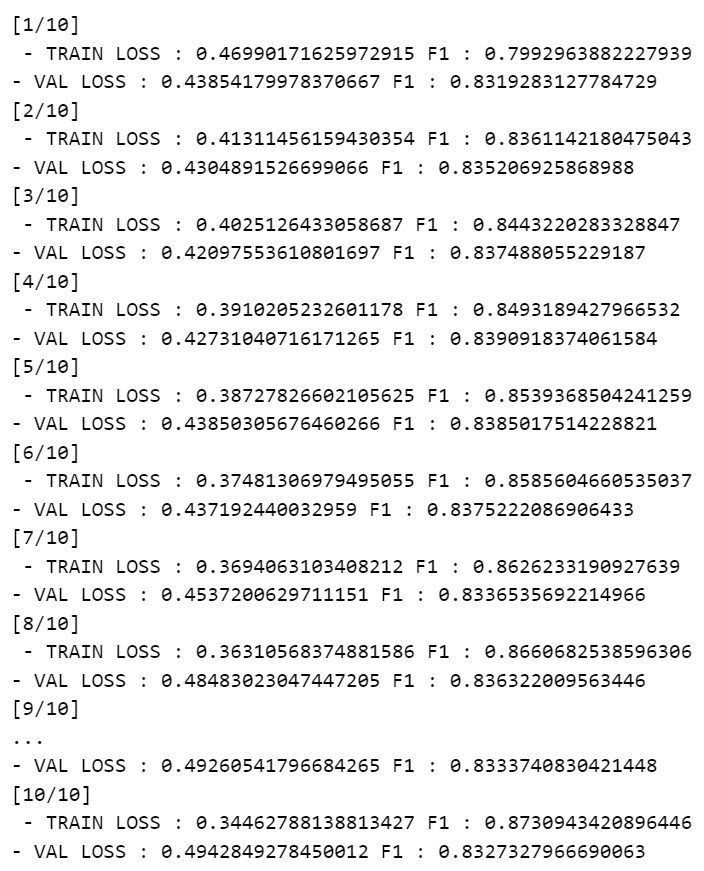 [1/10]
 - TRAIN LOSS : 0.46990171625972915 F1 : 0.7992963882227939
- VAL LOSS : 0.43854179978370667 F1 : 0.8319283127784729
[2/10]
 - TRAIN LOSS : 0.41311456159430354 F1 : 0.8361142180475043
- VAL LOSS : 0.4304891526699066 F1 : 0.835206925868988
[3/10]
 - TRAIN LOSS : 0.4025126433058687 F1 : 0.8443220283328847
- VAL LOSS : 0.42097553610801697 F1 : 0.837488055229187
[4/10]
 - TRAIN LOSS : 0.3910205232601178 F1 : 0.8493189427966532
- VAL LOSS : 0.42731040716171265 F1 : 0.8390918374061584
[5/10]
 - TRAIN LOSS : 0.38727826602105625 F1 : 0.8539368504241259
- VAL LOSS : 0.43850305676460266 F1 : 0.8385017514228821
[6/10]
 - TRAIN LOSS : 0.37481306979495055 F1 : 0.8585604660535037
- VAL LOSS : 0.437192440032959 F1 : 0.8375222086906433
[7/10]
 - TRAIN LOSS : 0.3694063103408212 F1 : 0.8626233190927639
- VAL LOSS : 0.4537200629711151 F1 : 0.8336535692214966
[8/10]
 - TRAIN LOSS : 0.36310568374881586 F1 : 0.8660682538596306
- VAL LOSS : 0.48483023047447205 F1 : 0.836322009563446
[9/10]
...
- VAL LOSS : 0.49260541796684265 F1 : 0.8333740830421448
[10/10]
 - TRAIN LOSS : 0.34462788138813427 F1 : 0.8730943420896446
- VAL LOSS : 0.4942849278450012 F1 : 0.8327327966690063